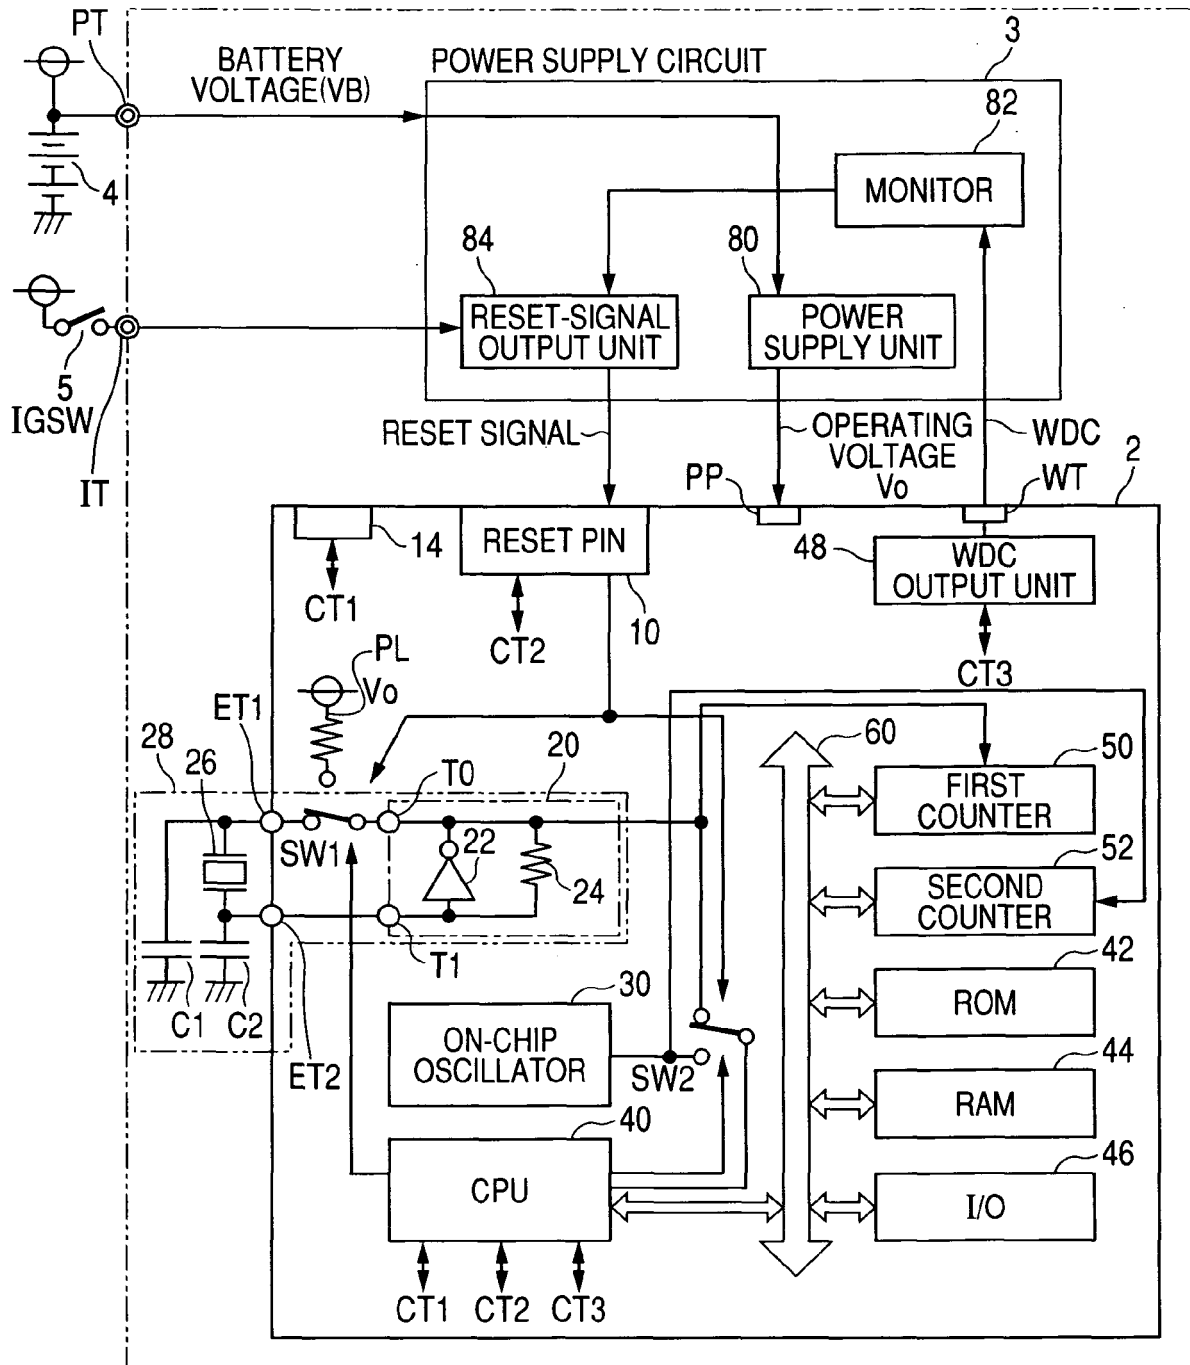 PT
BATTERY
VOLTAGE(VB)
POWER SUPPLY CIRCUIT
3
82
MONITOR
4
84
80
RESET-SIGNAL
OUTPUT UNIT
POWER
SUPPLY UNIT
5
IGSW
IT
RESET SIGNAL
OPERATING
VOLTAGE
Vo
WDC
2
PP
WT
14
RESET PIN
48
WDC
OUTPUT UNIT
CT1
10
CT2
CT3
PL
Vo
ET1
28
26
20
T0
60
50
FIRST
COUNTER
SW1
22
24
52
SECOND
COUNTER
T1
42
ROM
C1
C2
30
ON-CHIP
OSCILLATOR
ET2
SW2
44
RAM
40
CPU
46
I/O
CT1
CT2
CT3